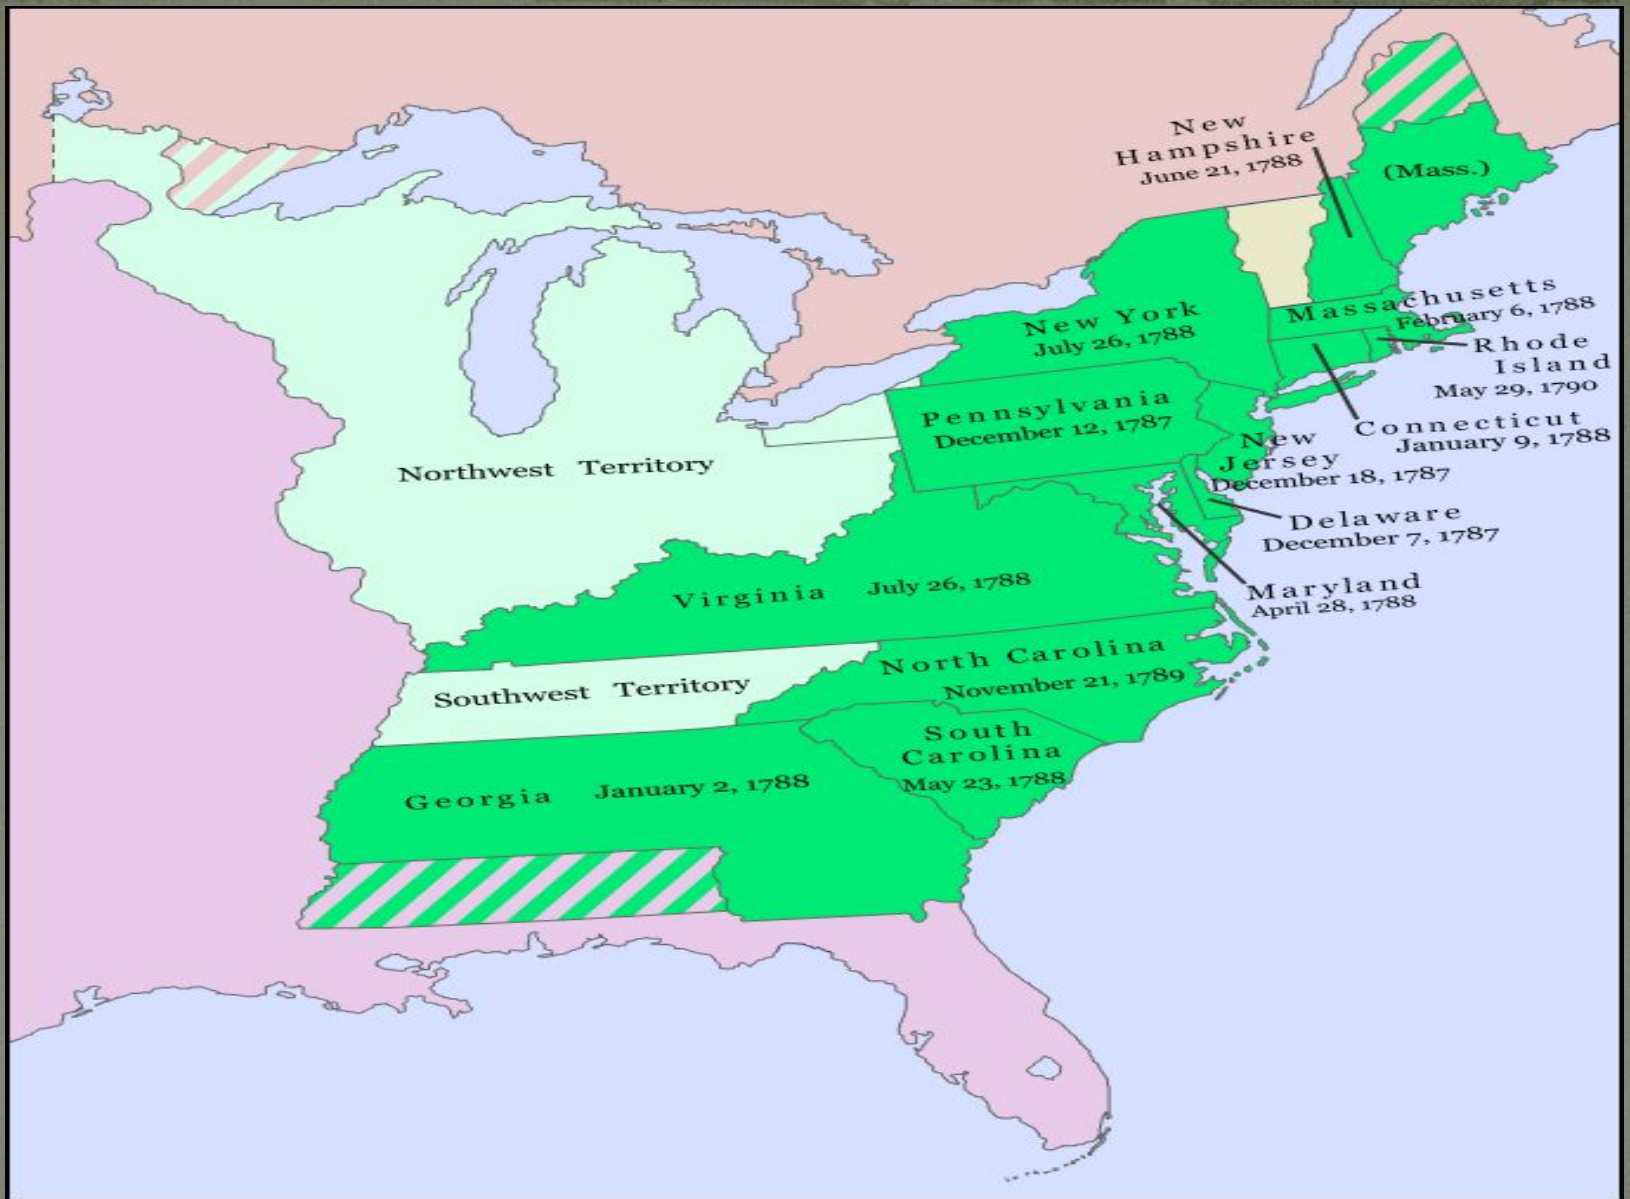 New
Hampshire
June 21, 1788
(Mass.)
Massachusetts
February 6, 1788
New York
July 26, 1788
Rhode
Island
May 29, 1790
Pennsylvania
December 12, 1787
Connecticut
January 9, 1788
New
Jersey
December 18, 1787
Northwest Territory
Delaware
December 7, 1787
Virginia July 26, 1788
Maryland
April 28, 1788
North Carolina
November 21, 1789
Southwest Territory
South
Carolina
May 23, 1788
Georgia January 2, 1788